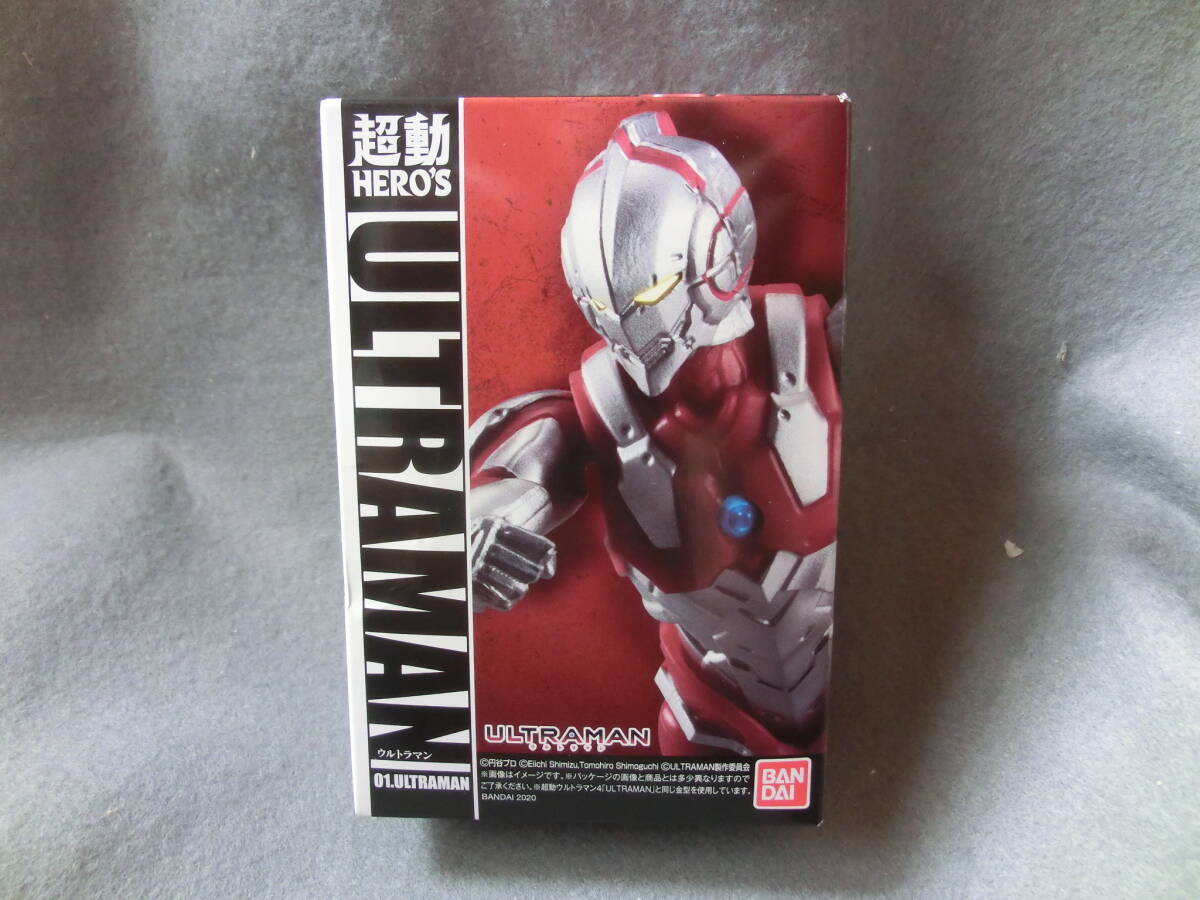 超動
HERO'S
ULTRAMAN
ウルトラマン
01.ULTRAMAN
ULTRAMAN
©円谷プロ ©Eiichi Shimizu,Tomohiro Shimoguchi ©ULTRAMAN製作委員会
※画像はイメージです。※パッケージの画像と商品とは多少異なりますので
ご了承ください。※超動ウルトラマン4「ULTRAMAN」と同じ金型を使用しています。
BANDAI 2020
BAN
DAI